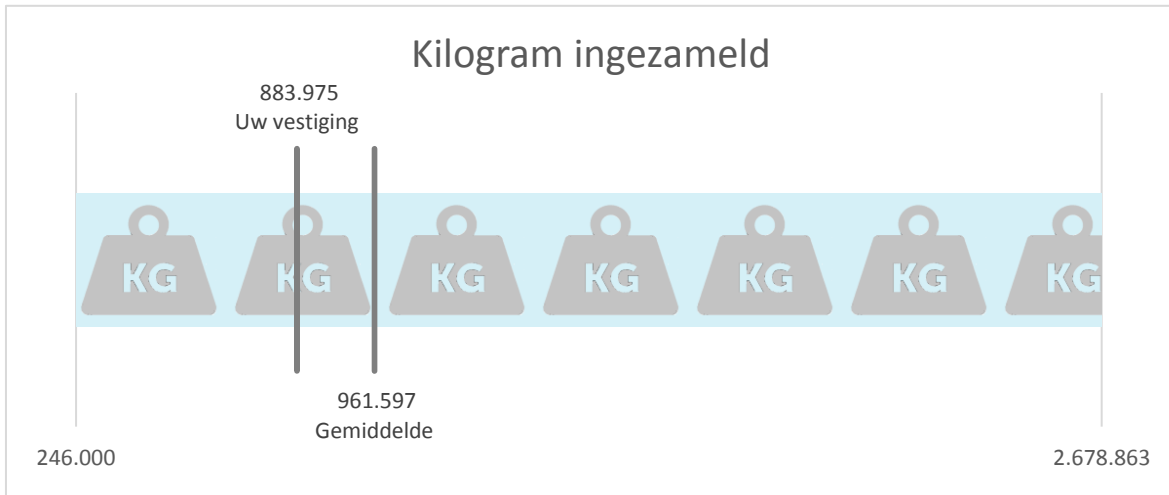 Kilogram ingezameld
883.975
Uw vestiging
KG KG KG KG KG KG KG
961.597
Gemiddelde
246.000
2.678.863